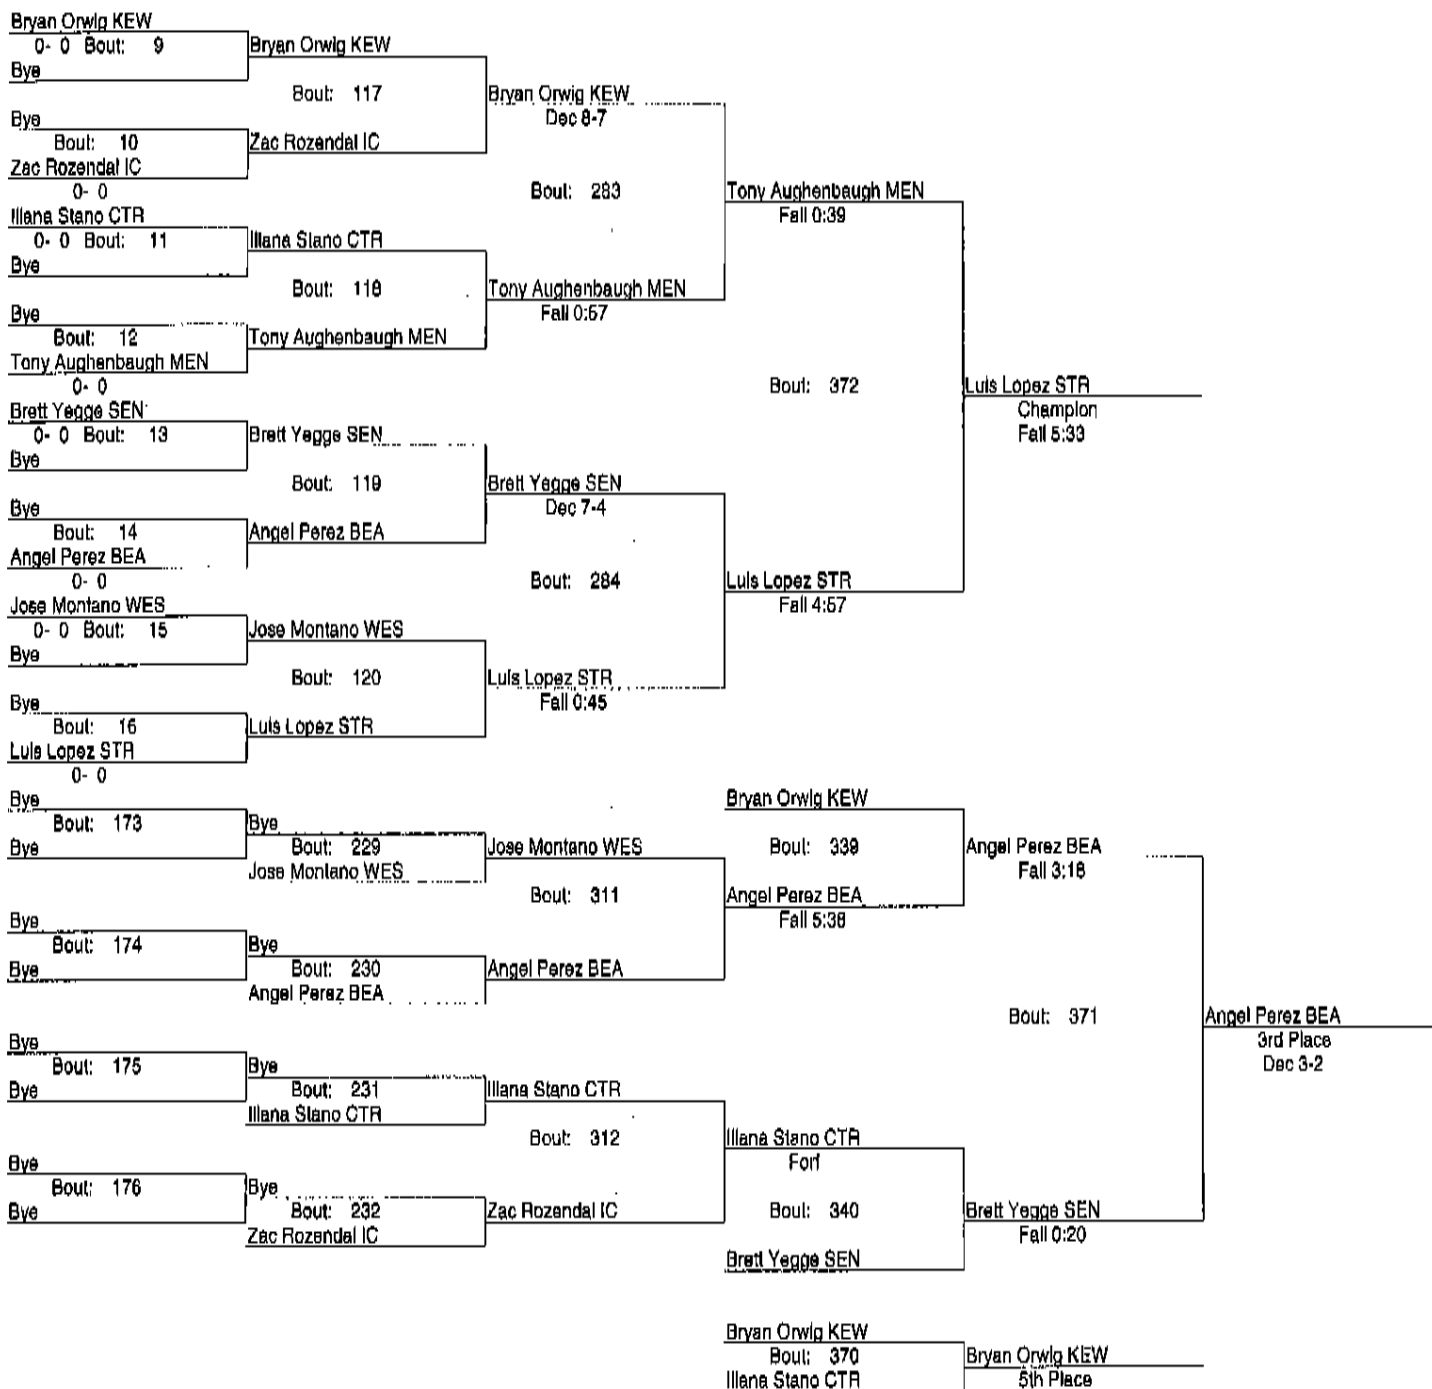 Bryan Orwig KEW
0- 0 Bout: 9
Bye
Bye
Bout: 10
Zac Rozendal IC
0- 0
Illana Stano CTR
0- 0 Bout: 11
Bye
Bye
Bout: 12
Tony Aughenbaugh MEN
0- 0
Brett Yegge SEN
0- 0 Bout: 13
Bye
Bye
Bout: 14
Angel Perez BEA
0- 0
Jose Montano WES
0- 0 Bout: 15
Bye
Bye
Bout: 16
Luis Lopez STR
0- 0
Bryan Orwig KEW
Bout: 117
Zac Rozendal IC
Illana Stano CTR
Bout: 118
Tony Aughenbaugh MEN
Brett Yegge SEN
Bout: 119
Angel Perez BEA
Jose Montano WES
Bout: 120
Luis Lopez STR
Bryan Orwig KEW
Dec 8-7
Bout: 283
Tony Aughenbaugh MEN
Fall 0:57
Brett Yegge SEN
Dec 7-4
Bout: 284
Luis Lopez STR
Fall 0:45
Tony Aughenbaugh MEN
Fall 0:39
Bout: 372
Luis Lopez STR
Fall 4:57
Luis Lopez STR
Champion
Fall 5:33
Bye
Bout: 173
Bye
Bye
Bout: 174
Bye
Bye
Bout: 175
Bye
Bye
Bout: 176
Bye
Bye
Bout: 229
Jose Montano WES
Bye
Bout: 230
Angel Perez BEA
Bye
Bout: 231
Illana Stano CTR
Bye
Bout: 232
Zac Rozendal IC
Jose Montano WES
Bout: 311
Angel Perez BEA
Illana Stano CTR
Bout: 312
Zac Rozendal IC
Bryan Orwig KEW
Bout: 339
Angel Perez BEA
Fall 5:38
Illana Stano CTR
Forf
Bout: 340
Brett Yegge SEN
Angel Perez BEA
Fall 3:18
Bout: 371
Brett Yegge SEN
Fall 0:20
Angel Perez BEA
3rd Place
Dec 3-2
Bryan Orwig KEW
Bout: 370
Illana Stano CTR
Bryan Orwig KEW
5th Place